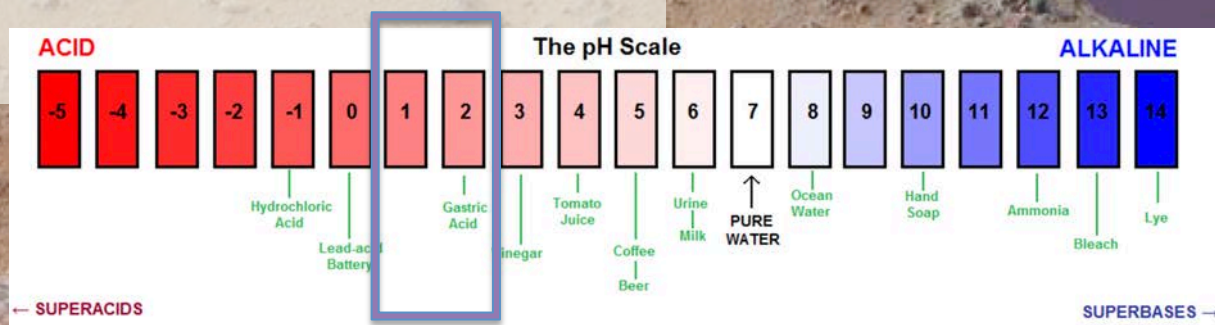 ACID The pH Scale ALKALINE
-5 -4 -3 -2 -1 0 1 2 3 4 5 6 7 8 9 10 11 12 13 14
Hydrochloric
Acid
Lead-acid
Battery
Gastric
Acid
inegar
Tomato
Juice
Coffee
Beer
Urine
Milk
PURE
WATER
Ocean
Water
Hand
Soap
Ammonia
Bleach
Lye
← SUPERACIDS SUPERBASES →